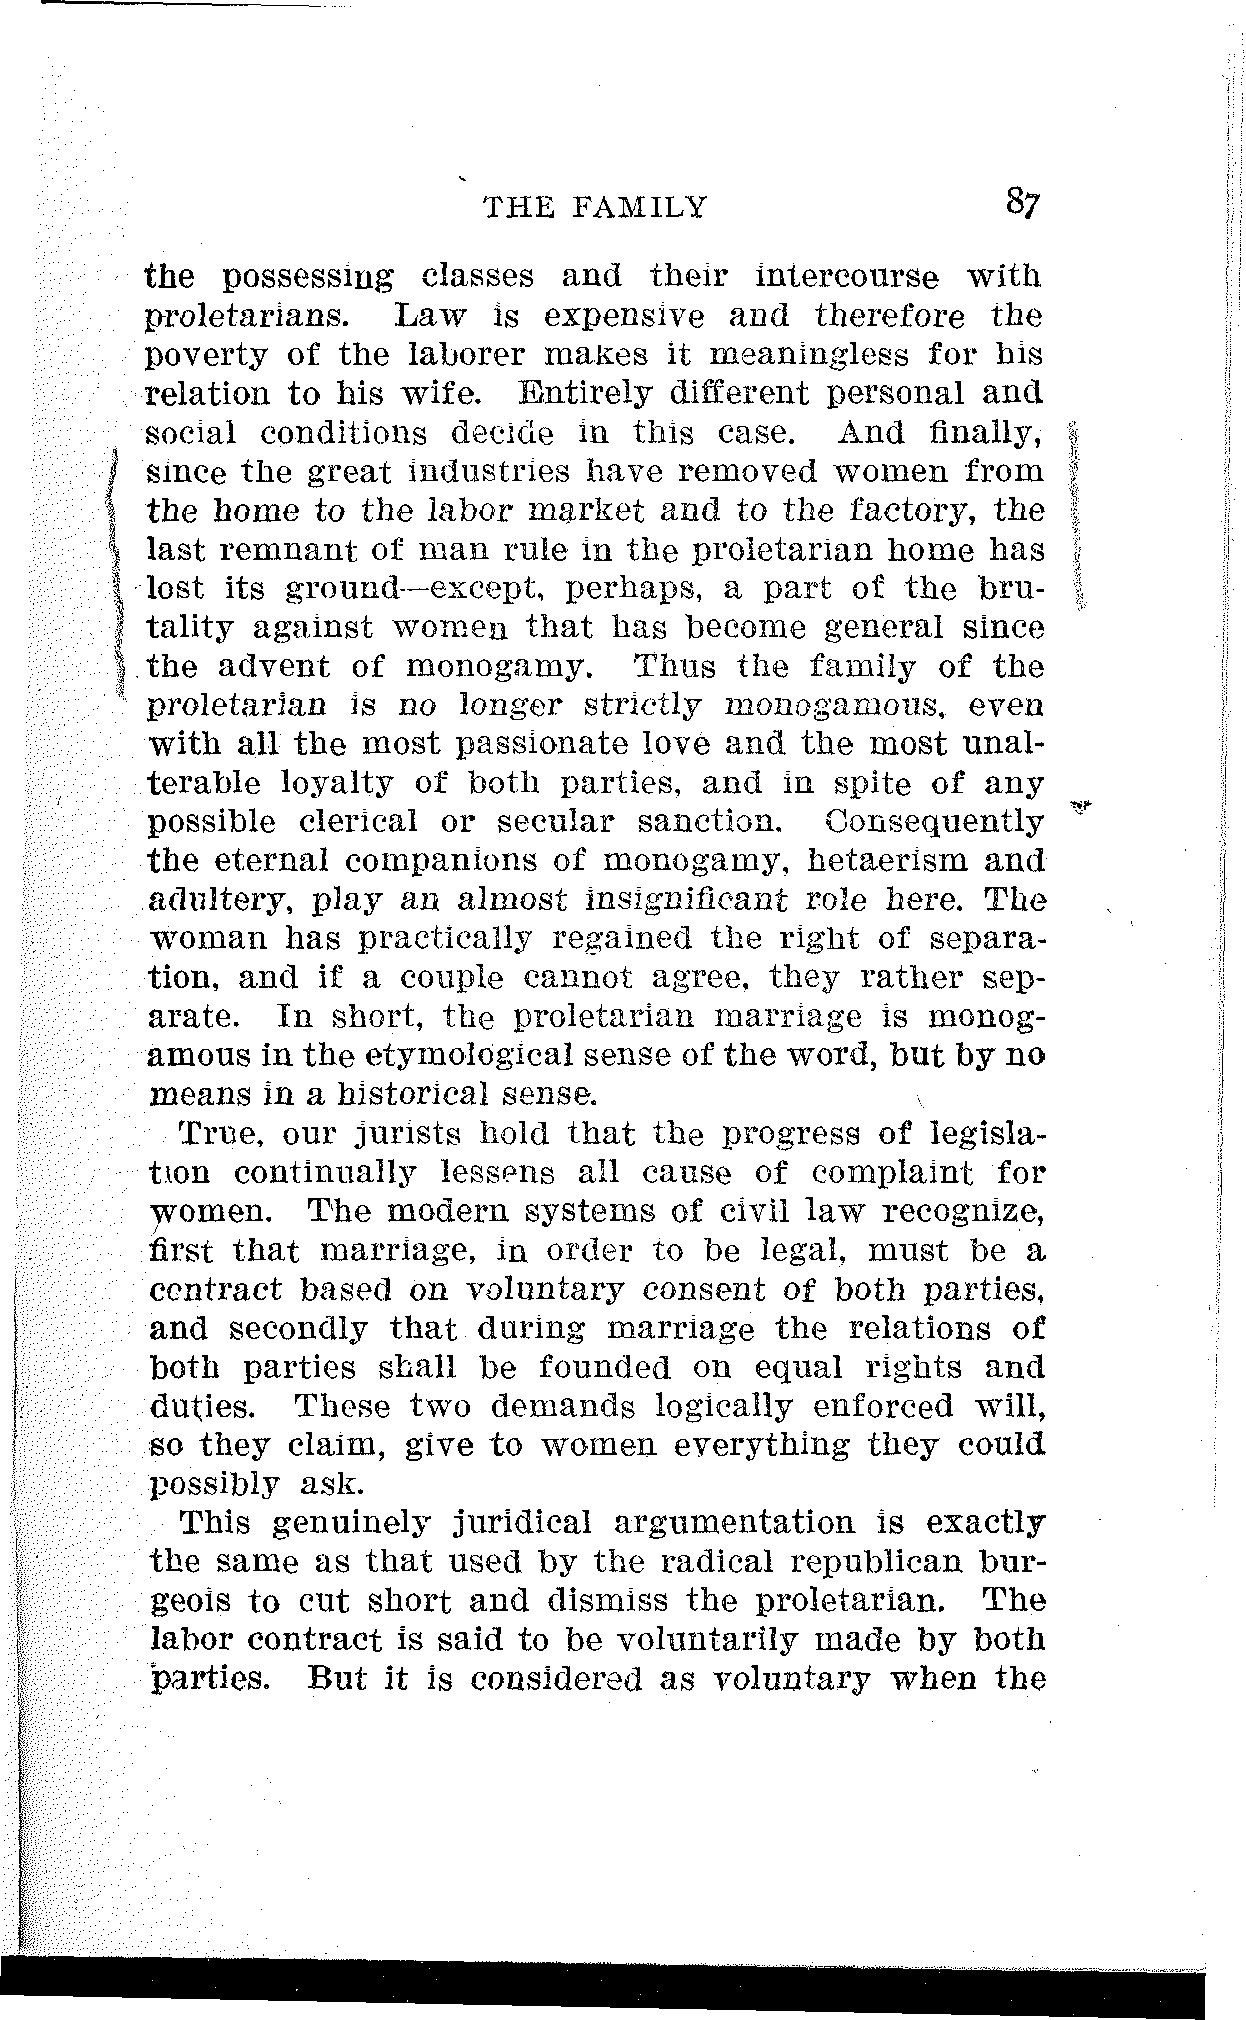 THE FAMILY 87
the possessing classes and their intercourse with
proletarians. Law is expensive and therefore the
poverty of the laborer makes it meaningless for his
relation to his wife. Entirely different personal and
social conditions decide in this case. And finally,
since the great industries have removed women from
the home to the labor market and to the factory, the
last remnant of man rule in the proletarian home has
lost its ground—except, perhaps, a part of the bru-
tality against women that has become general since
the advent of monogamy. Thus the family of the
proletarian is no longer strictly monogamous, even
with all the most passionate love and the most unal-
terable loyalty of both parties, and in spite of any
possible clerical or secular sanction. Consequently
the eternal companions of monogamy, hetaerism and
adultery, play an almost insignificant role here. The
woman has practically regained the right of separa-
tion, and if a couple cannot agree, they rather sep-
arate. In short, the proletarian marriage is monog-
amous in the etymological sense of the word, but by no
means in a historical sense.
True, our jurists hold that the progress of legisla-
tion continually lessens all cause of complaint for
women. The modern systems of civil law recognize,
first that marriage, in order to be legal, must be a
contract based on voluntary consent of both parties,
and secondly that during marriage the relations of
both parties shall be founded on equal rights and
duties. These two demands logically enforced will,
so they claim, give to women everything they could
possibly ask.
This genuinely juridical argumentation is exactly
the same as that used by the radical republican bur-
geois to cut short and dismiss the proletarian. The
labor contract is said to be voluntarily made by both
parties. But it is considered as voluntary when the